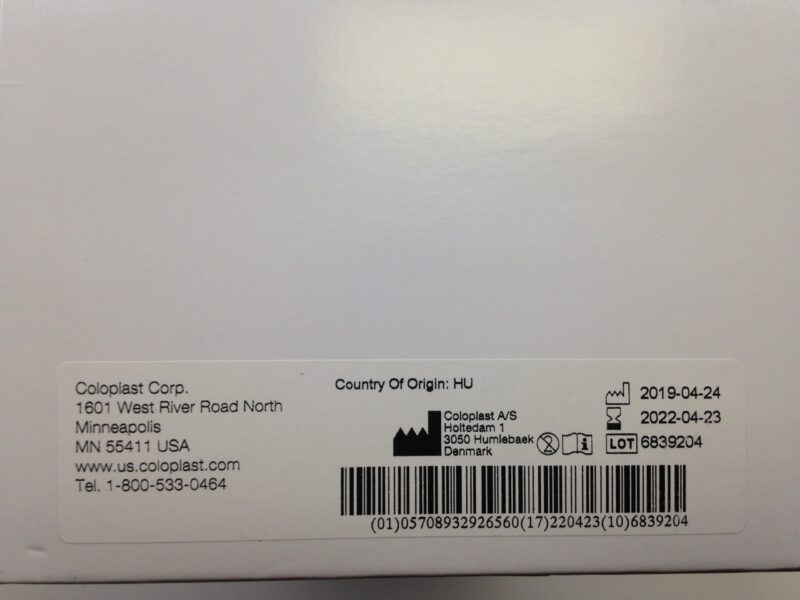 Coloplast Corp.
1601 West River Road North
Minneapolis
MN 55411 USA
www.us.coloplast.com
Tel. 1-800-533-0464
Country Of Origin: HU
Coloplast A/S
Holtedam 1
3050 Humlebaek
Denmark
2019-04-24
2022-04-23
LOT 6839204
(01)05708932926560(17)220423(10)6839204